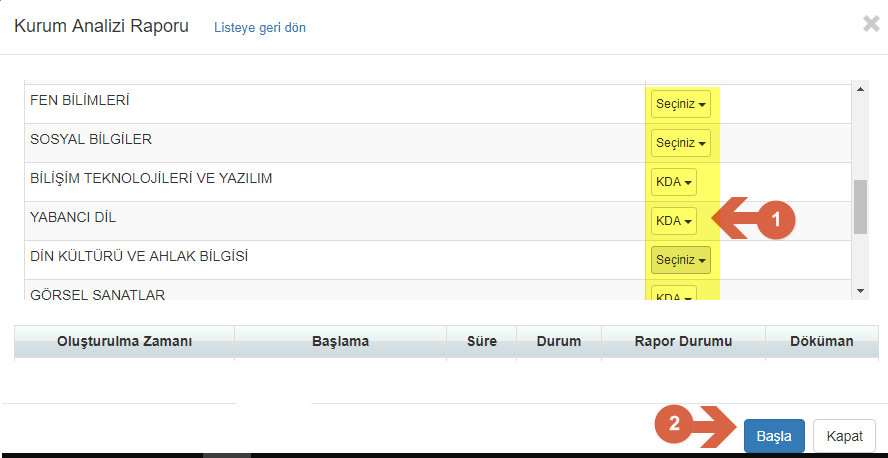 Kurum Analizi Raporu Listeye geri dön ×
FEN BİLİMLERİ Seçiniz
SOSYAL BİLGİLER Seçiniz
BİLİŞİM TEKNOLOJİLERİ VE YAZILIM KDA
YABANCI DİL KDA 1
DİN KÜLTÜRÜ VE AHLAK BİLGİSİ Seçiniz
GÖRSEL SANATLAR KDA
Oluşturulma Zamanı Başlama Süre Durum Rapor Durumu Döküman
2 Başla Kapat